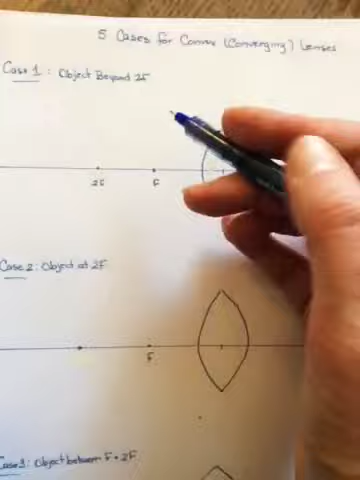 5 Cases for Convex (Converging) Lenses
Case 1: Object Beyond 2F
2F F
Case 2: Object at 2F
F
Case 3: Object between F + 2F